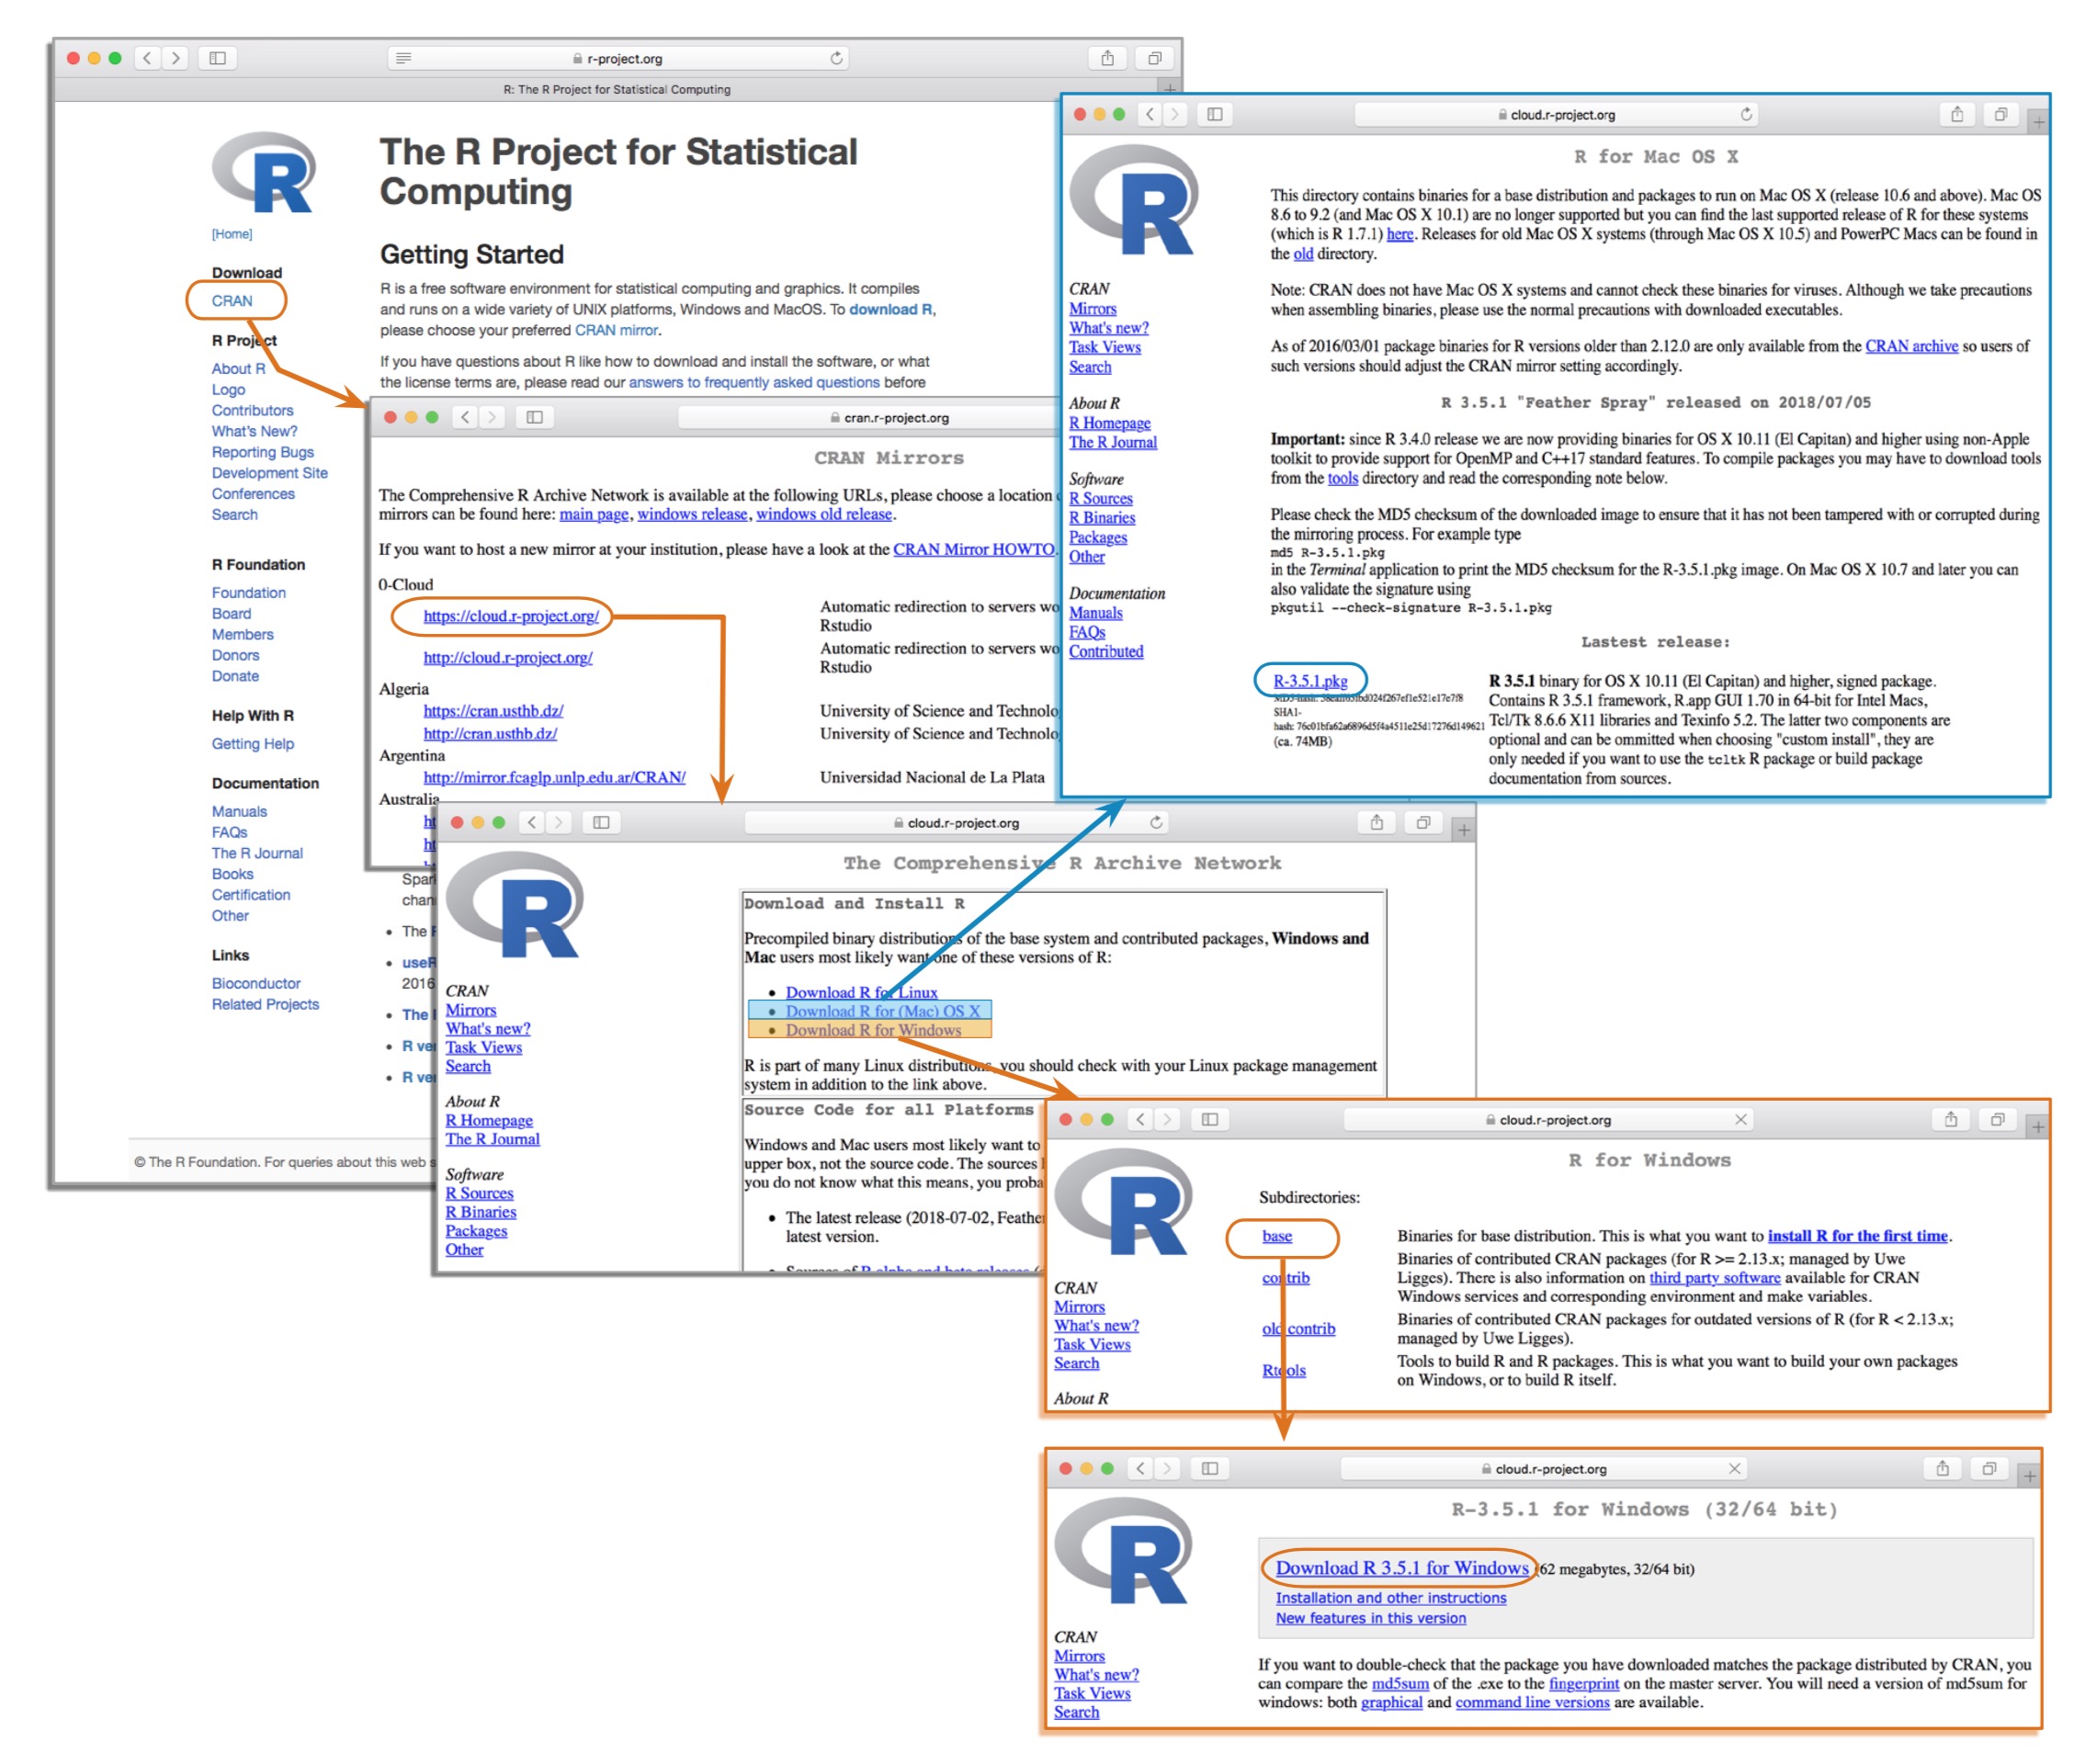 r-project.org
R: The R Project for Statistical Computing
R
[Home]
Download
CRAN
R Project
About R
Logo
Contributors
What's New?
Reporting Bugs
Development Site
Conferences
Search
R Foundation
Foundation
Board
Members
Donors
Donate
Help With R
Getting Help
Documentation
Manuals
FAQs
The R Journal
Books
Certification
Other
Links
Bioconductor
Related Projects
The R Project for Statistical
Computing
Getting Started
R is a free software environment for statistical computing and graphics. It compiles
and runs on a wide variety of UNIX platforms, Windows and MacOS. To download R,
please choose your preferred CRAN mirror.
If you have questions about R like how to download and install the software, or what
the license terms are, please read our answers to frequently asked questions before
• The
2016
• The
© The R Foundation. For queries about this web
cran.r-project.org
CRAN Mirrors
The Comprehensive R Archive Network is available at the following URLs, please choose a location
mirrors can be found here: main page, windows release, windows old release.
If you want to host a new mirror at your institution, please have a look at the CRAN Mirror HOWTO.
0-Cloud
https://cloud.r-project.org/ Automatic redirection to servers
Rstudio
http://cloud.r-project.org/ Automatic redirection to servers
Rstudio
Algeria
https://cran.usthb.dz/ University of Science and
http://cran.usthb.dz/ University of Science and
Argentina
http://mirror.fcaglp.unlp.edu.ar/CRAN/ Universidad Nacional de La Plata
Australia
cloud.r-project.org
The Comprehensive R Archive Network
R
CRAN
Mirrors
What's new?
Task Views
Search
About R
R Homepage
The R Journal
Software
R Sources
R Binaries
Packages
Other
Download and Install R
Precompiled binary distributions of the base system and contributed packages, Windows and
Mac users most likely want one of these versions of R:
• Download R for Linux
• Download R for (Mac) OS X
• Download R for Windows
R is part of many Linux distributions, you should check with your Linux package management
system in addition to the link above.
Source Code for all Platforms
Windows and Mac users most likely want to
upper box, not the source code. The sources
you do not know what this means, you
• The latest release (2018-07-02,
latest version.
• Sources of R alpha and beta releases
cloud.r-project.org
R for Mac OS X
R
CRAN
Mirrors
What's new?
Task Views
Search
About R
R Homepage
The R Journal
Software
R Sources
R Binaries
Packages
Other
Documentation
Manuals
FAQs
Contributed
This directory contains binaries for a base distribution and packages to run on Mac OS X (release 10.6 and above). Mac OS
8.6 to 9.2 (and Mac OS X 10.1) are no longer supported but you can find the last supported release of R for these systems
(which is R 1.7.1) here. Releases for old Mac OS X systems (through Mac OS X 10.5) and PowerPC Macs can be found in
the old directory.
Note: CRAN does not have Mac OS X systems and cannot check these binaries for viruses. Although we take precautions
when assembling binaries, please use the normal precautions with downloaded executables.
As of 2016/03/01 package binaries for R versions older than 2.12.0 are only available from the CRAN archive so users of
such versions should adjust the CRAN mirror setting accordingly.
R 3.5.1 "Feather Spray" released on 2018/07/05
Important: since R 3.4.0 release we are now providing binaries for OS X 10.11 (El Capitan) and higher using non-Apple
toolkit to provide support for OpenMP and C++17 standard features. To compile packages you may have to download tools
from the tools directory and read the corresponding note below.
Please check the MD5 checksum of the downloaded image to ensure that it has not been tampered with or corrupted during
the mirroring process. For example type
md5 R-3.5.1.pkg
in the Terminal application to print the MD5 checksum for the R-3.5.1.pkg image. On Mac OS X 10.7 and later you can
also validate the signature using
pkgutil --check-signature R-3.5.1.pkg
Lastest release:
R-3.5.1.pkg
SHA1-
hash: 76c01bfa62a6896d5f4a4511e25d17276d149621
(ca. 74MB)
R 3.5.1 binary for OS X 10.11 (El Capitan) and higher, signed package.
Contains R 3.5.1 framework, R.app GUI 1.70 in 64-bit for Intel Macs,
Tcl/Tk 8.6.6 X11 libraries and Texinfo 5.2. The latter two components are
optional and can be ommitted when choosing "custom install", they are
only needed if you want to use the tcltk R package or build package
documentation from sources.
cloud.r-project.org
R for Windows
R
CRAN
Mirrors
What's new?
Task Views
Search
About R
Subdirectories:
base Binaries for base distribution. This is what you want to install R for the first time.
contrib Binaries of contributed CRAN packages (for R >= 2.13.x; managed by Uwe
Ligges). There is also information on third party software available for CRAN
Windows services and corresponding environment and make variables.
old contrib Binaries of contributed CRAN packages for outdated versions of R (for R < 2.13.x;
managed by Uwe Ligges).
Rtools Tools to build R and R packages. This is what you want to build your own packages
on Windows, or to build R itself.
cloud.r-project.org
R-3.5.1 for Windows (32/64 bit)
R
CRAN
Mirrors
What's new?
Task Views
Search
Download R 3.5.1 for Windows (62 megabytes, 32/64 bit)
Installation and other instructions
New features in this version
If you want to double-check that the package you have downloaded matches the package distributed by CRAN, you
can compare the md5sum of the .exe to the fingerprint on the master server. You will need a version of md5sum for
windows: both graphical and command line versions are available.